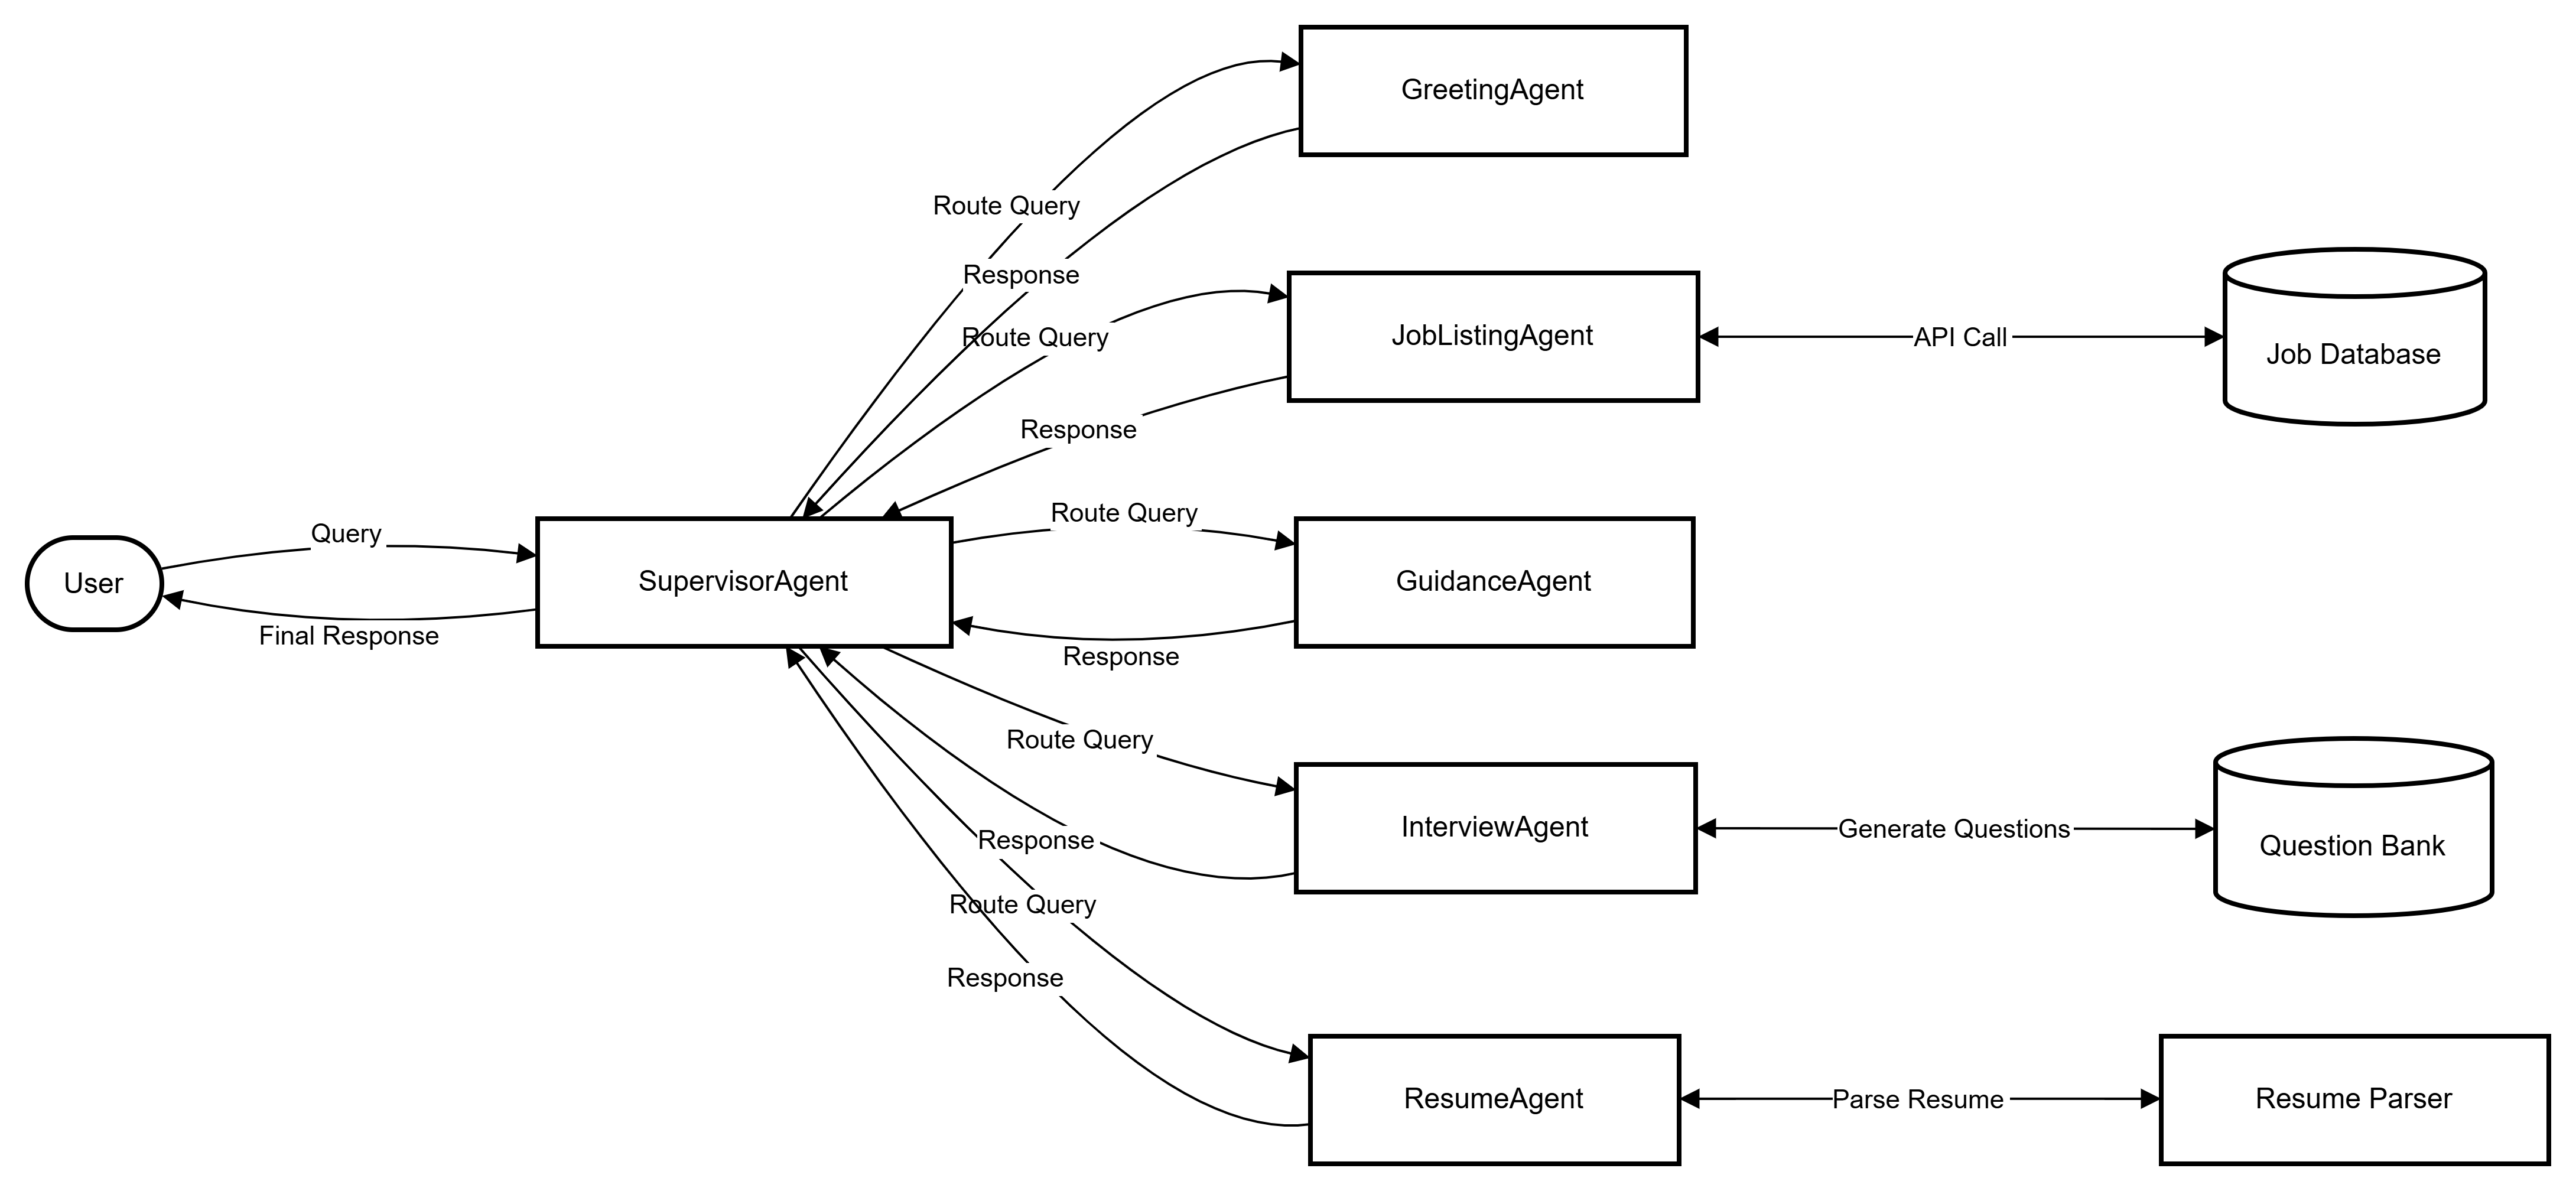 GreetingAgent
Route Query
Response
Route Query
JobListingAgent
API Call
Job Database
Response
Route Query
Query
User
SupervisorAgent
GuidanceAgent
Final Response
Response
Route Query
InterviewAgent
Generate Questions
Question Bank
Response
Route Query
Response
ResumeAgent
Parse Resume
Resume Parser